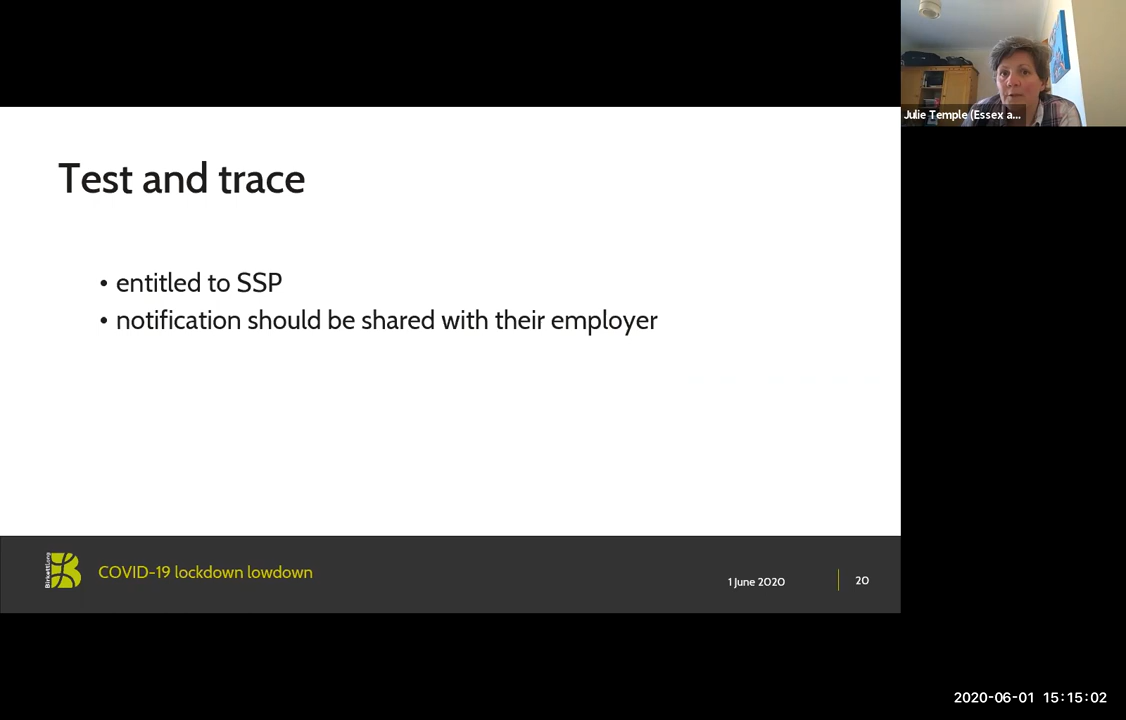 Julie Temple (Essex a...
Test and trace
• entitled to SSP
• notification should be shared with their employer
BirkettLong
COVID-19 lockdown lowdown
1 June 2020
20
2020-06-01 15:15:02